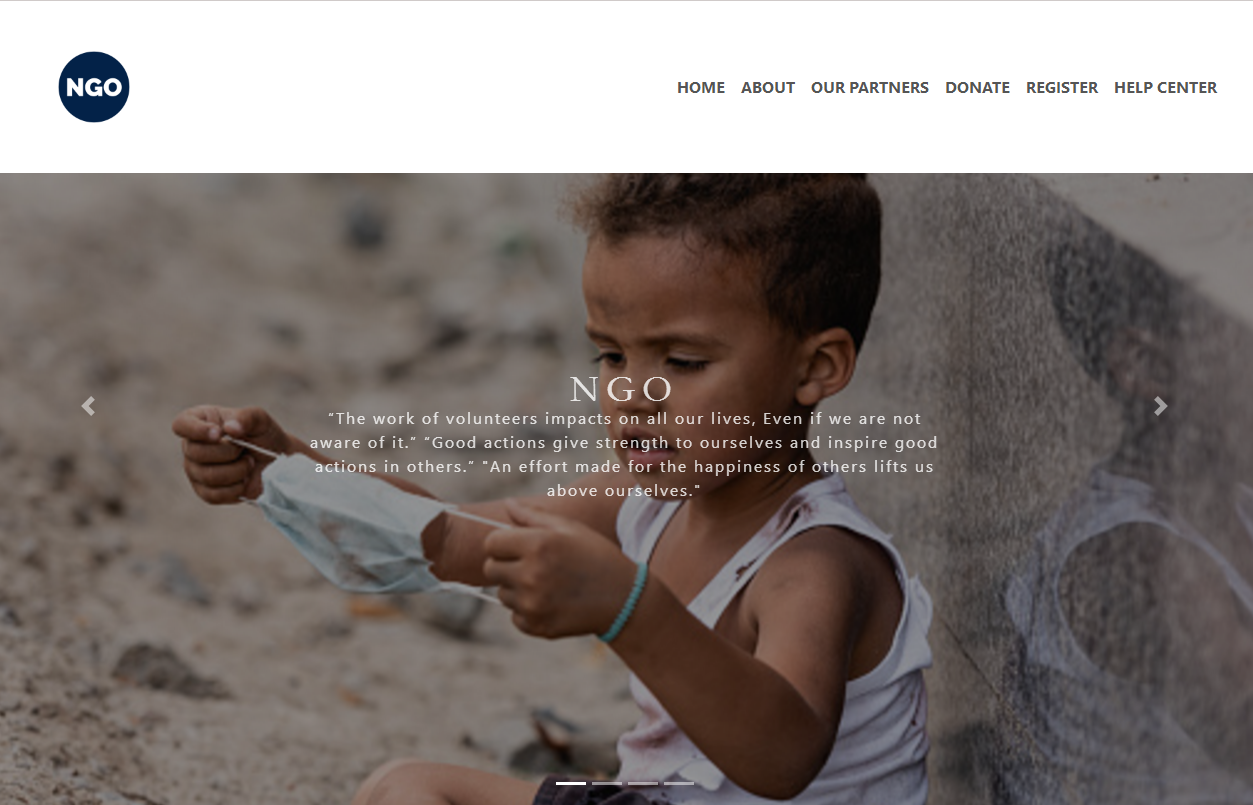 NGO
HOME ABOUT OUR PARTNERS DONATE REGISTER HELP CENTER
NGO
“The work of volunteers impacts on all our lives, Even if we are not
aware of it.” “Good actions give strength to ourselves and inspire good
actions in others.” "An effort made for the happiness of others lifts us
above ourselves."